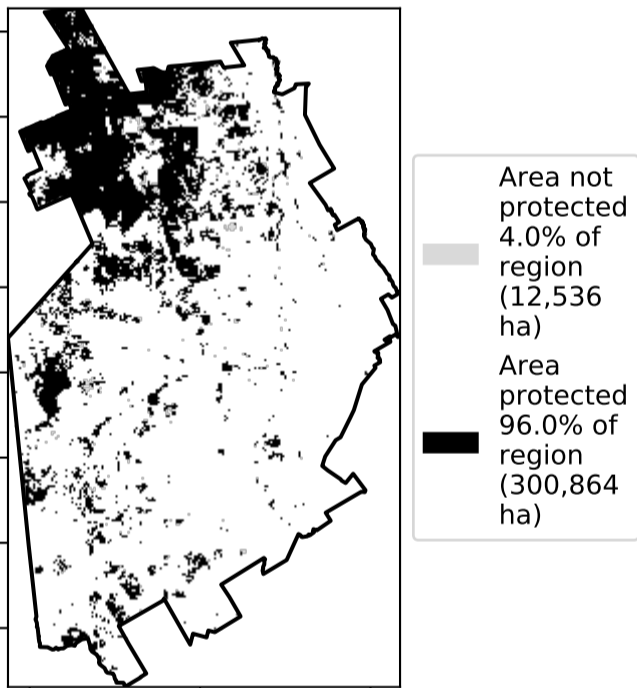 Area not
protected
4.0% of
region
(12,536
ha)
Area
protected
96.0% of
region
(300,864
ha)